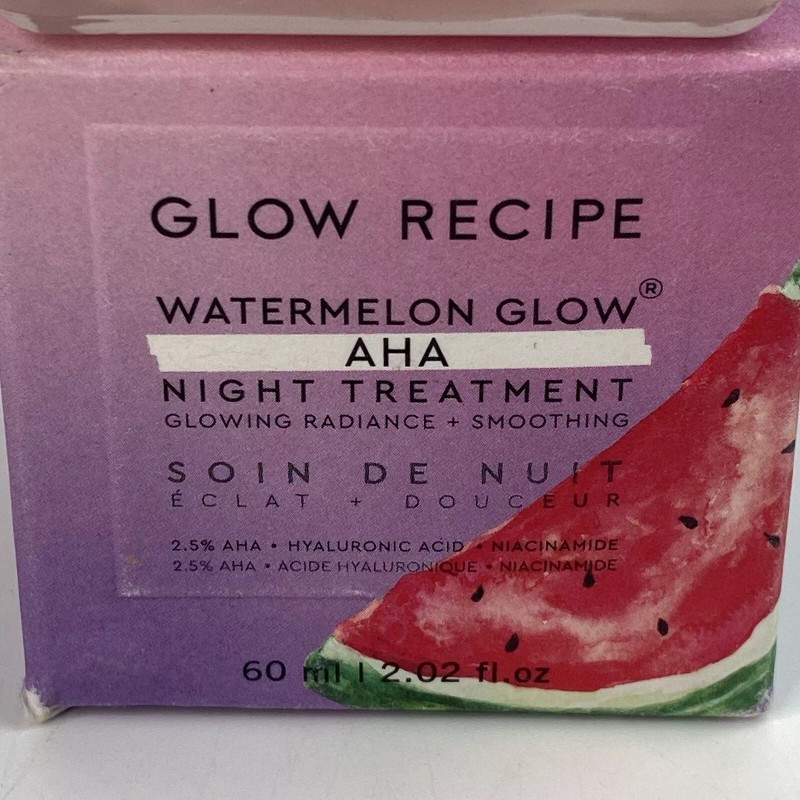 GLOW RECIPE
WATERMELON GLOW®
AHA
NIGHT TREATMENT
GLOWING RADIANCE + SMOOTHING
SOIN DE NUIT
ÉCLAT + DOUCEUR
2.5% AHA • HYALURONIC ACID • NIACINAMIDE
2.5% AHA • ACIDE HYALURONIQUE • NIACINAMIDE
60 ml | 2.02 fl.oz